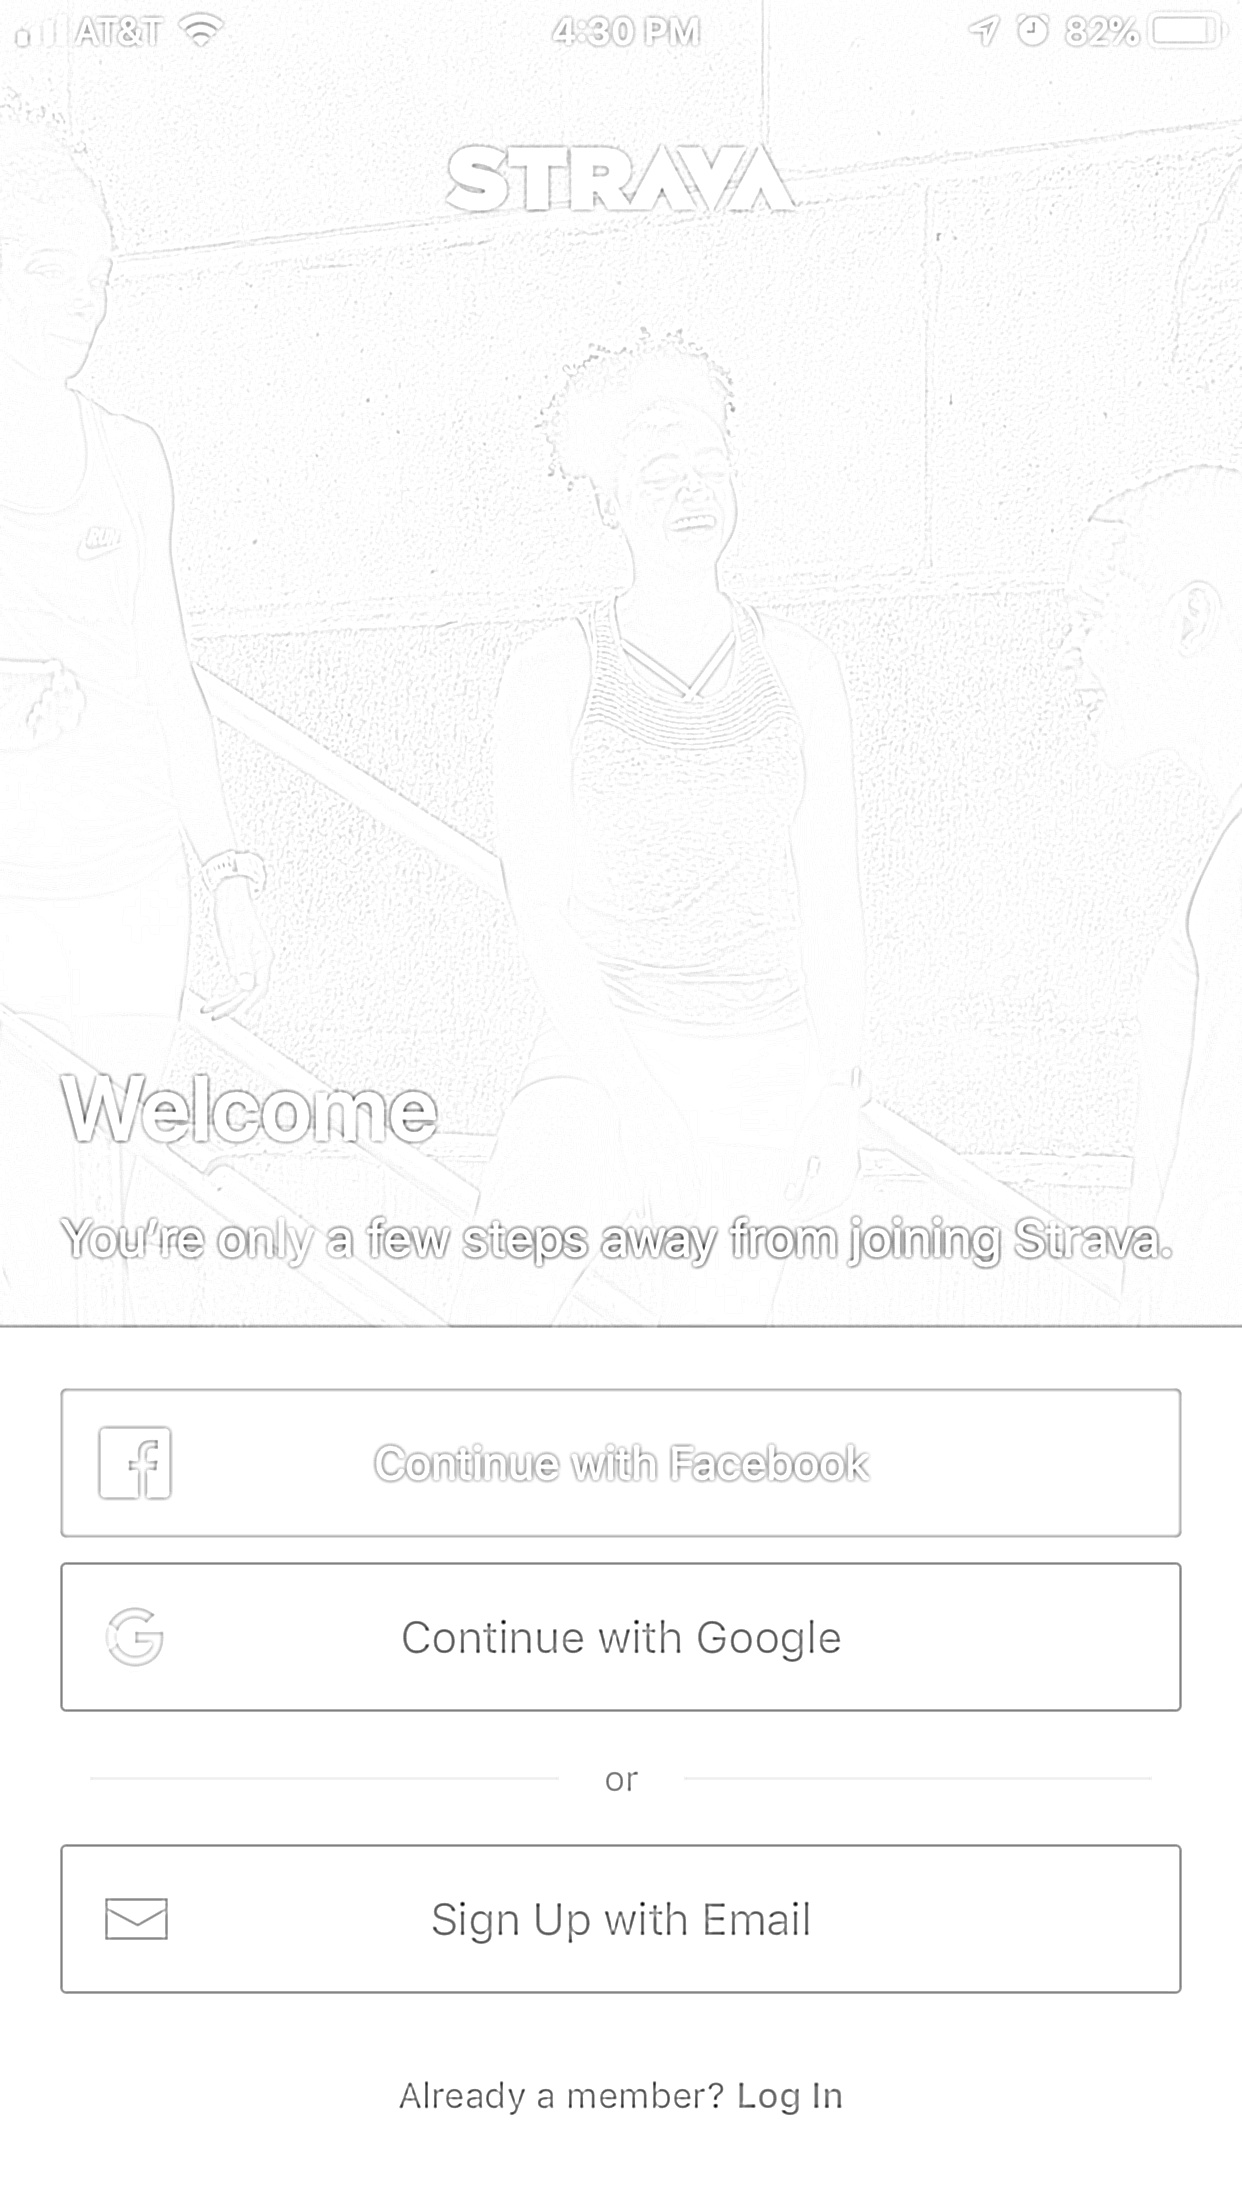 AT&T 4:30 PM 82%
STRAVA
RUN
Welcome
You're only a few steps away from joining Strava.
Continue with Facebook
Continue with Google
or
Sign Up with Email
Already a member? Log In